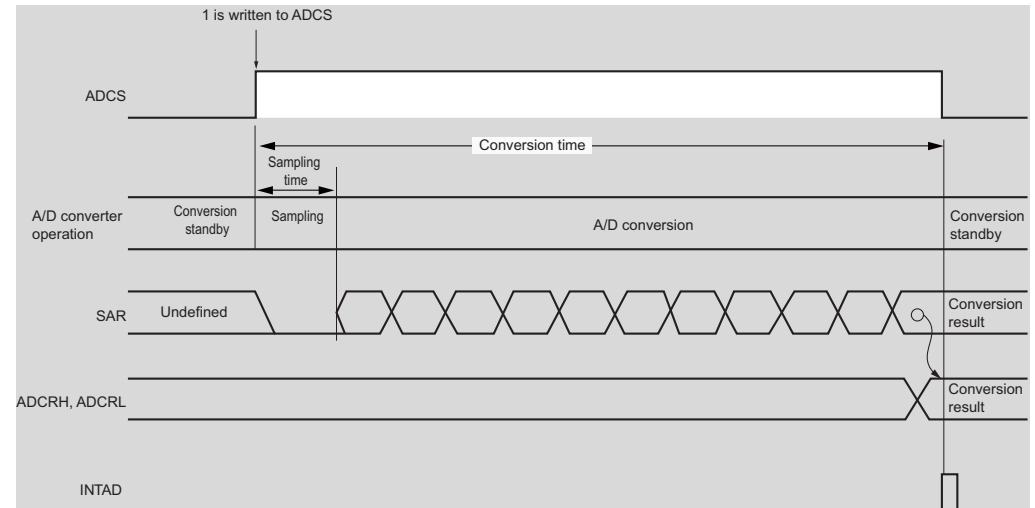 1 is written to ADCS
ADCS
Conversion time
Sampling
time
A/D converter
operation
Conversion
standby
Sampling
A/D conversion
Conversion
standby
SAR
Undefined
Conversion
result
ADCRH, ADCRL
Conversion
result
INTAD